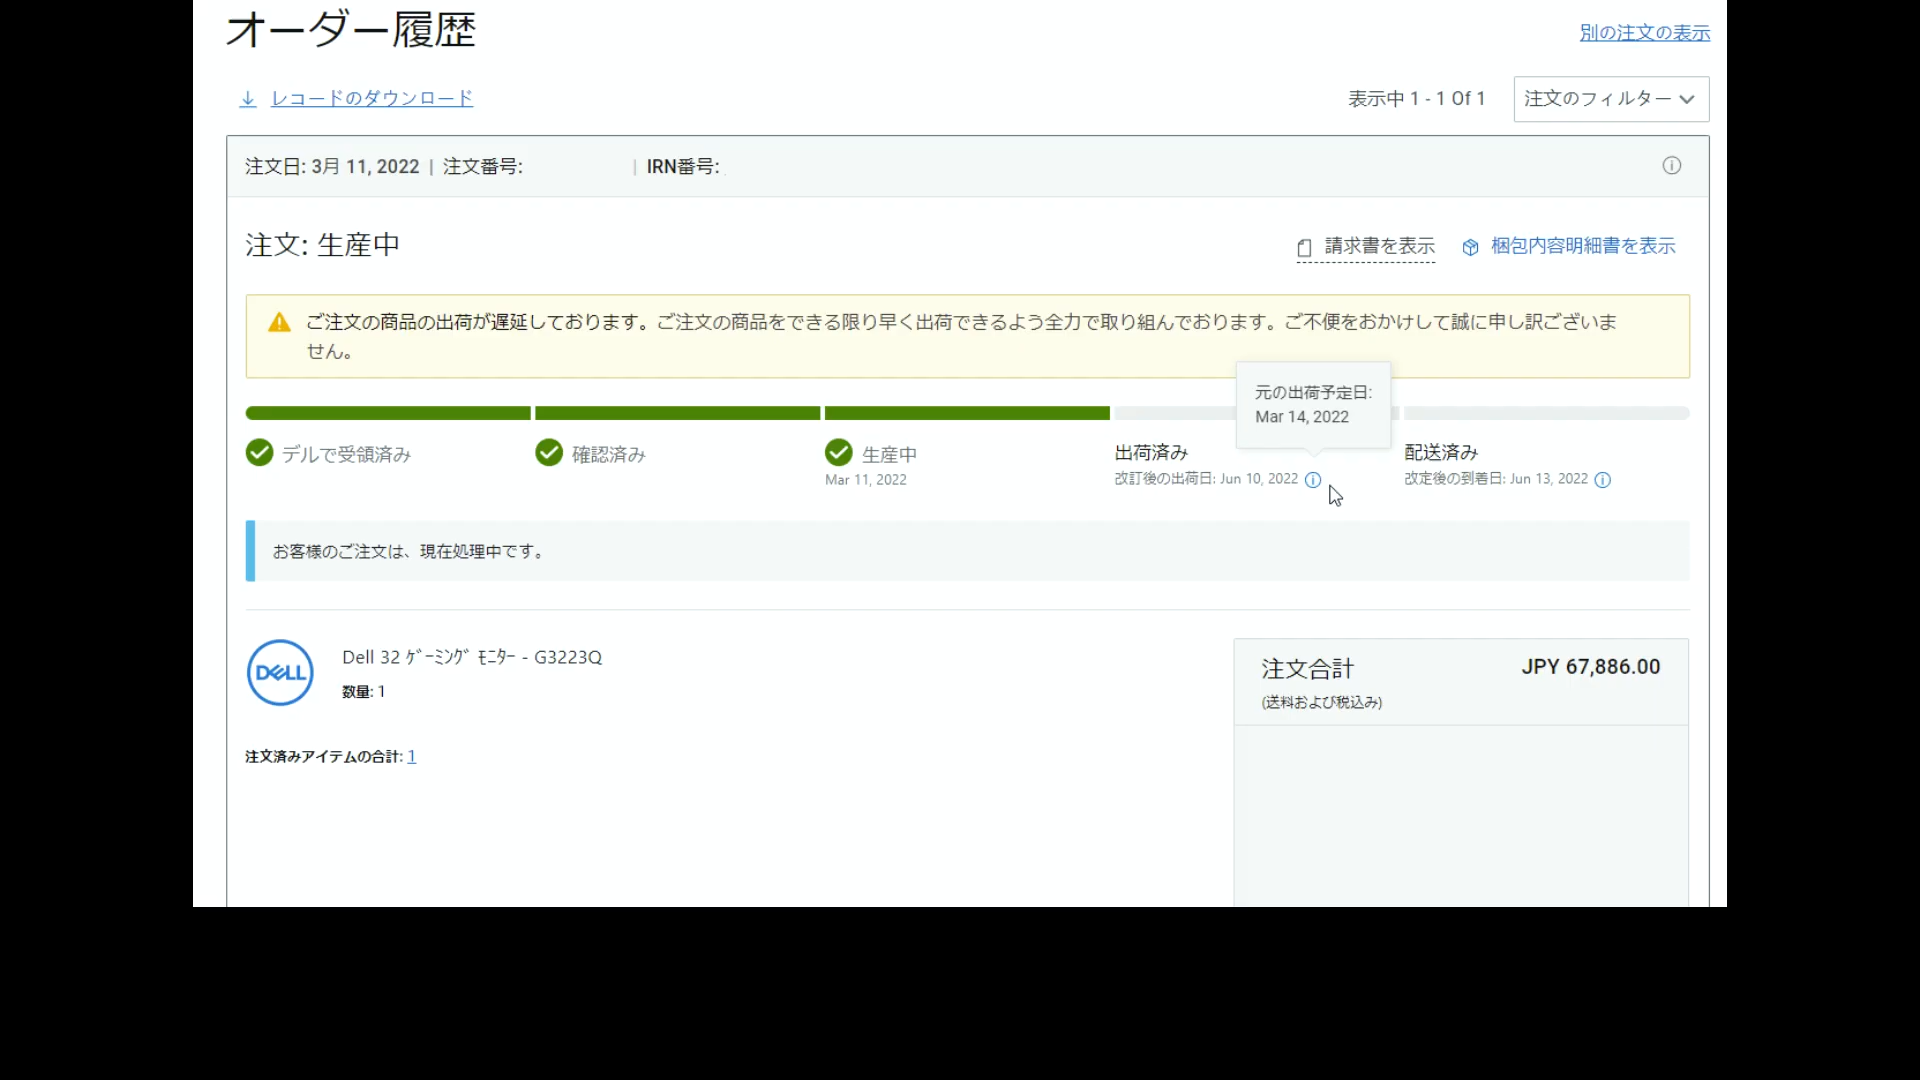 オーダー履歴
別の注文の表示
レコードのダウンロード
表示中 1 - 1 Of 1
注文のフィルター
注文日: 3月 11, 2022 | 注文番号: | IRN番号:
注文: 生産中
請求書を表示
梱包内容明細書を表示
ご注文の商品の出荷が遅延しております。ご注文の商品をできる限り早く出荷できるよう全力で取り組んでおります。ご不便をおかけして誠に申し訳ございま
せん。
元の出荷予定日:
Mar 14, 2022
デルで受領済み
確認済み
生産中
Mar 11, 2022
出荷済み
改訂後の出荷日: Jun 10, 2022
配送済み
改定後の到着日: Jun 13, 2022
お客様のご注文は、現在処理中です。
DELL
Dell 32 ｹﾞｰﾐﾝｸﾞ ﾓﾆﾀｰ - G3223Q
数量: 1
注文済みアイテムの合計: 1
注文合計
JPY 67,886.00
(送料および税込み)